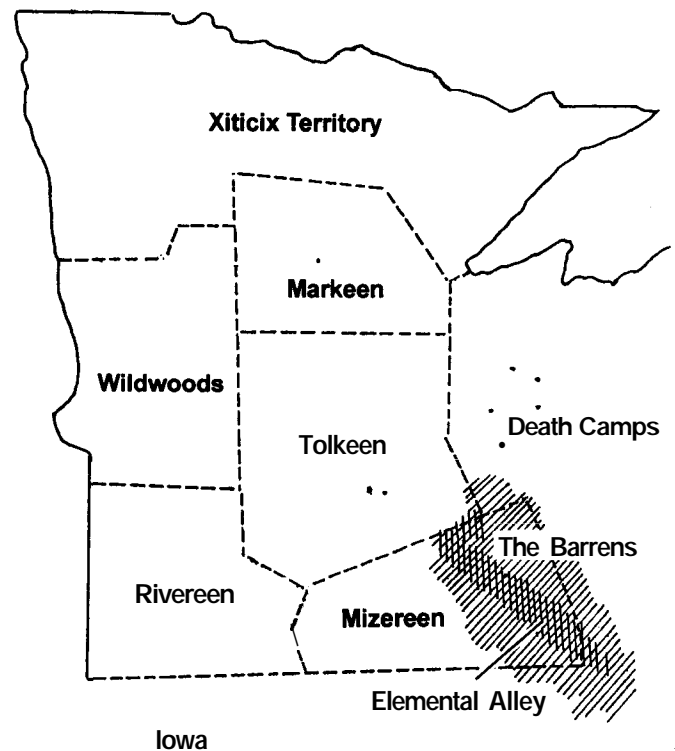 Xiticix Territory
Markeen
Wildwoods
Death Camps
Tolkeen
The Barrens
Rivereen
Mizereen
Elemental Alley
Iowa